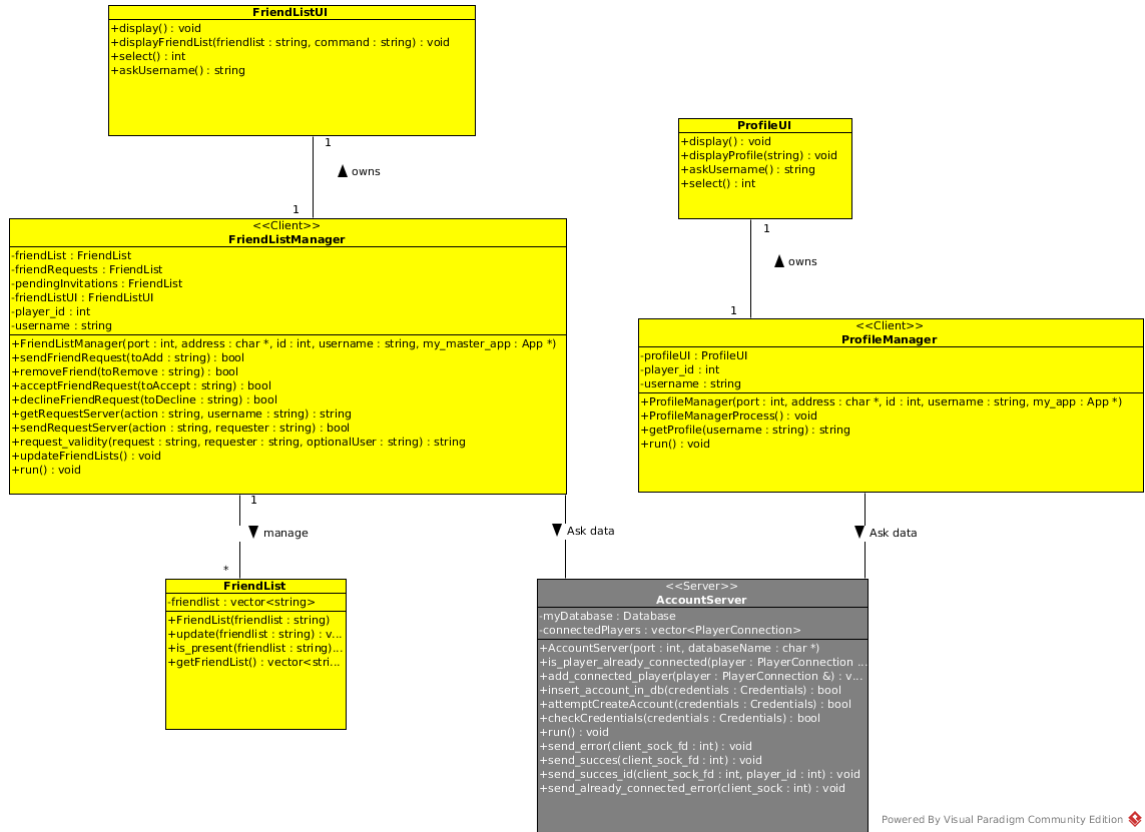 FriendListUI
+display() : void
+displayFriendList(friendlist : string, command : string) : void
+select() : int
+askUsername() : string
1
owns
1
ProfileUI
+display() : void
+displayProfile(string) : void
+askUsername() : string
+select() : int
1
owns
1
<<Client>>
FriendListManager
-friendList : FriendList
-friendRequests : FriendList
-pendingInvitations : FriendList
-friendListUI : FriendListUI
-player_id : int
-username : string
+FriendListManager(port : int, address : char *, id : int, username : string, my_master_app : App *)
+sendFriendRequest(toAdd : string) : bool
+removeFriend(toRemove : string) : bool
+acceptFriendRequest(toAccept : string) : bool
+declineFriendRequest(toDecline : string) : bool
+getRequestServer(action : string, username : string) : string
+sendRequestServer(action : string, requester : string) : bool
+request_validity(request : string, requester : string, optionalUser : string) : string
+updateFriendLists() : void
+run() : void
<<Client>>
ProfileManager
-profileUI : ProfileUI
-player_id : int
-username : string
+ProfileManager(port : int, address : char *, id : int, username : string, my_app : App *)
+ProfileManagerProcess() : void
+getProfile(username : string) : string
+run() : void
1
manage
*
Ask data
Ask data
FriendList
-friendlist : vector<string>
+FriendList(friendlist : string)
+update(friendlist : string) : v...
+is_present(friendlist : string)...
+getFriendList() : vector<stri...
<<Server>>
AccountServer
-myDatabase : Database
-connectedPlayers : vector<PlayerConnection>
+AccountServer(port : int, databaseName : char *)
+is_player_already_connected(player : PlayerConnection ...
+add_connected_player(player : PlayerConnection &) : v...
+insert_account_in_db(credentials : Credentials) : bool
+attemptCreateAccount(credentials : Credentials) : bool
+checkCredentials(credentials : Credentials) : bool
+run() : void
+send_error(client_sock_fd : int) : void
+send_succes(client_sock_fd : int) : void
+send_succes_id(client_sock_fd : int, player_id : int) : void
+send_already_connected_error(client_sock : int) : void
Powered By Visual Paradigm Community Edition